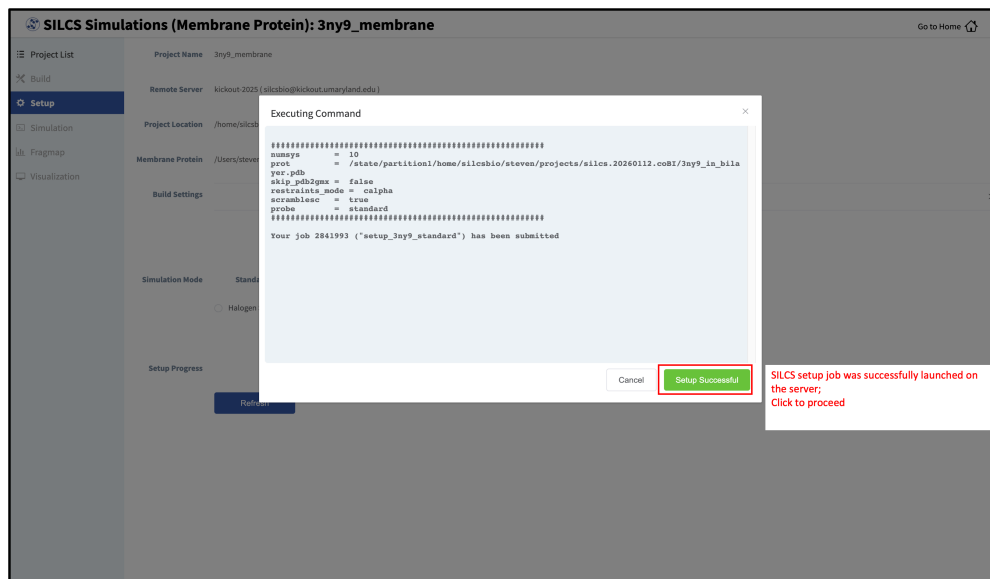 SILCS Simulations (Membrane Protein): 3ny9_membrane
Go to Home
Project List
Build
Setup
Simulation
Fragmap
Visualization
Project Name 3ny9_membrane
Remote Server kickout-2025 ( silcsbio@kickout.umaryland.edu )
Project Location /home/silcsb
Membrane Protein /Users/steven
Build Settings
Simulation Mode Standa
Halogen
Setup Progress
Refresh
Executing Command
########################################################
numsys = 10
prot = /state/partition1/home/silcsbio/steven/projects/silcs.20260112.coBI/3ny9_in_bila
yer.pdb
skip_pdb2gmx = false
restraints_mode = calpha
scramblesc = true
probe = standard
########################################################
Your job 2841993 ("setup_3ny9_standard") has been submitted
Cancel
Setup Successful
SILCS setup job was successfully launched on
the server;
Click to proceed